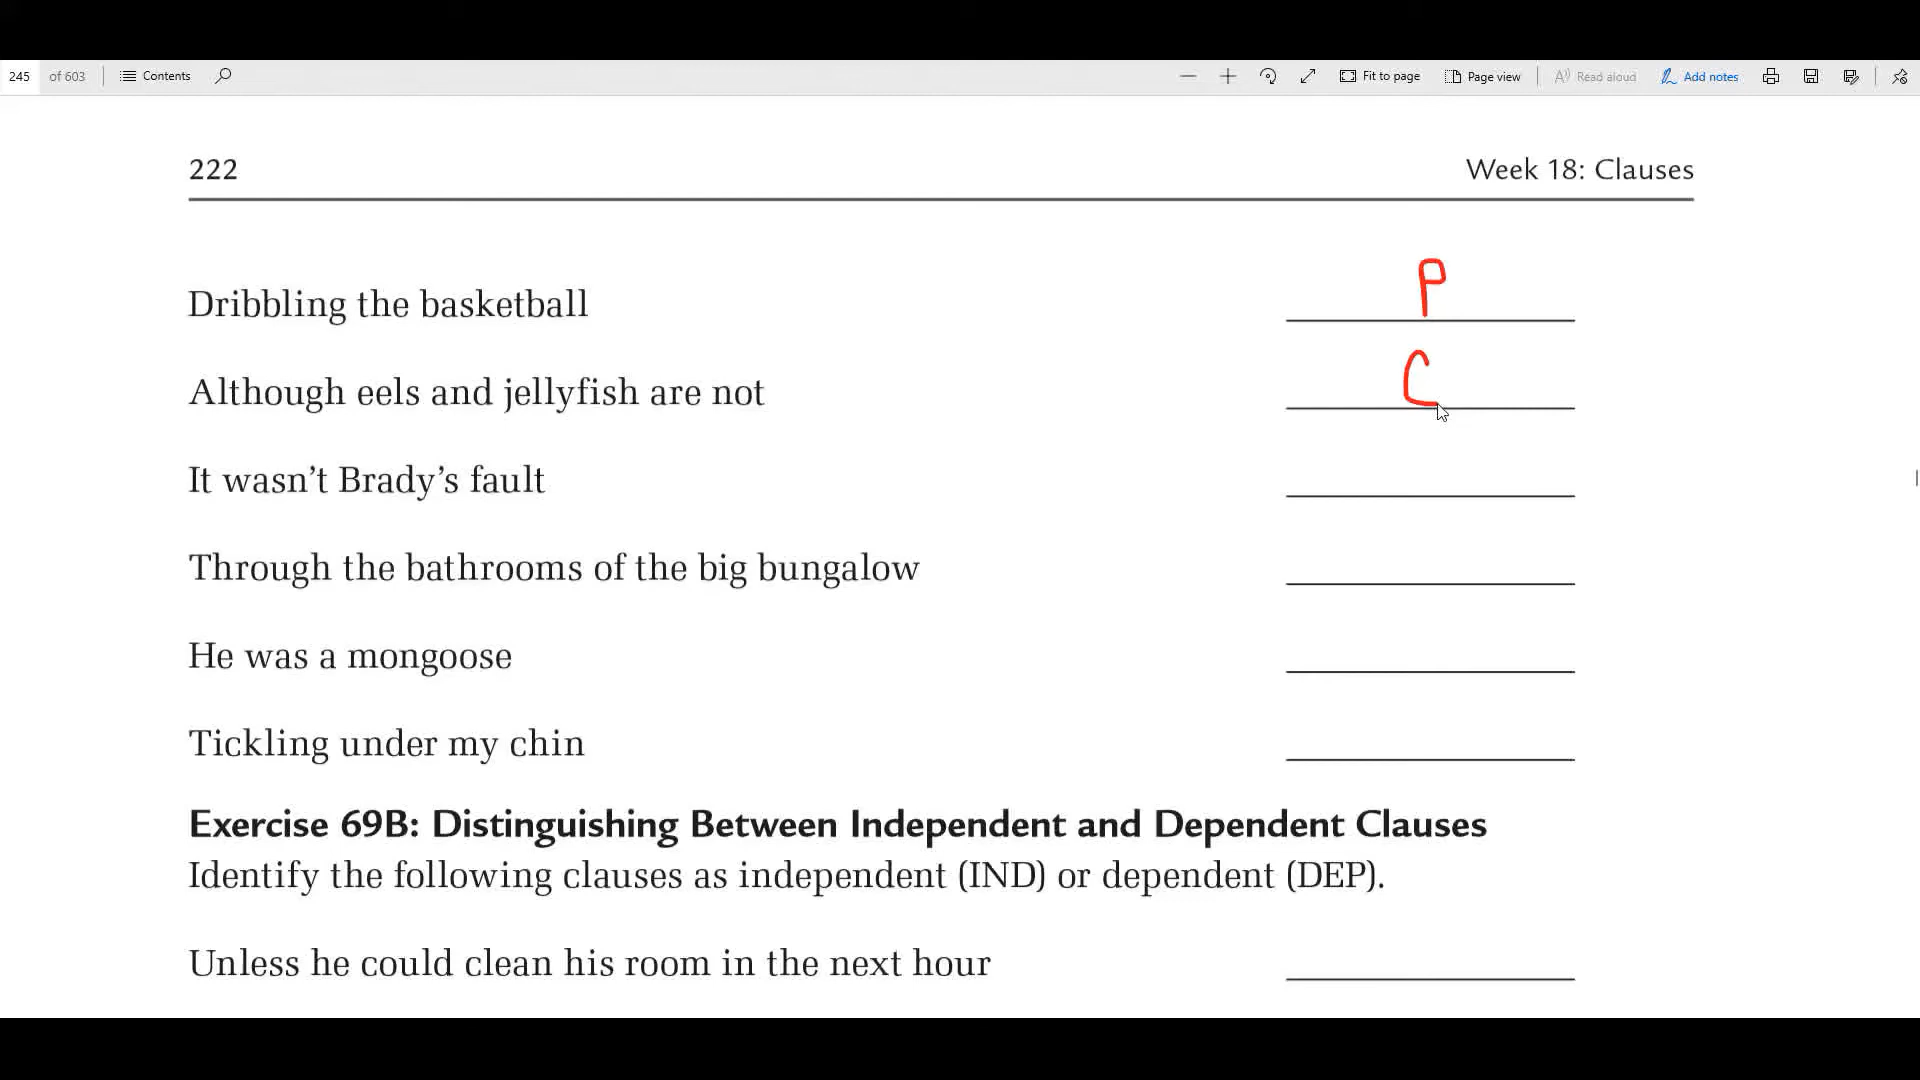 245 of 603 Contents Fit to page Page view Read aloud Add notes
222 Week 18: Clauses
Dribbling the basketball P
Although eels and jellyfish are not C
It wasn’t Brady’s fault
Through the bathrooms of the big bungalow
He was a mongoose
Tickling under my chin
Exercise 69B: Distinguishing Between Independent and Dependent Clauses
Identify the following clauses as independent (IND) or dependent (DEP).
Unless he could clean his room in the next hour